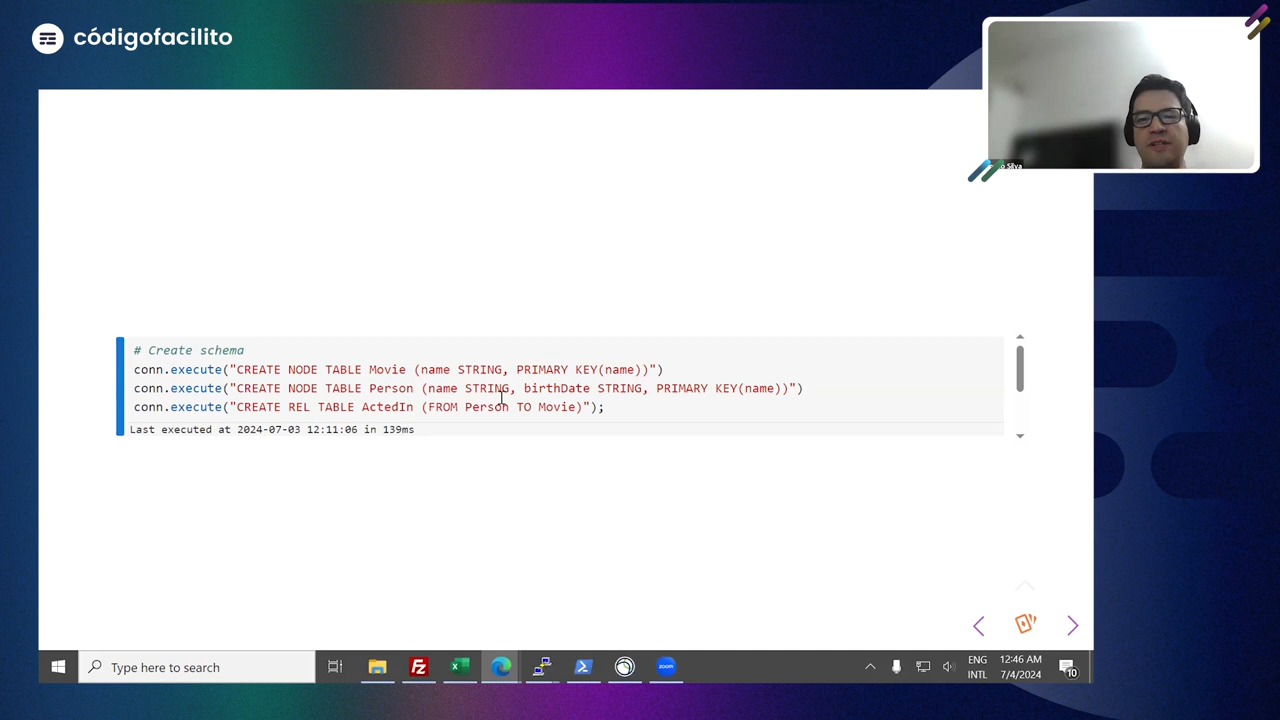 códigofacilito
Silva
# Create schema
conn.execute("CREATE NODE TABLE Movie (name STRING, PRIMARY KEY(name))")
conn.execute("CREATE NODE TABLE Person (name STRING, birthDate STRING, PRIMARY KEY(name))")
conn.execute("CREATE REL TABLE ActedIn (FROM Person TO Movie)");
Last executed at 2024-07-03 12:11:06 in 139ms
Type here to search
Fz
zoom
ENG
INTL
12:46 AM
7/4/2024
10